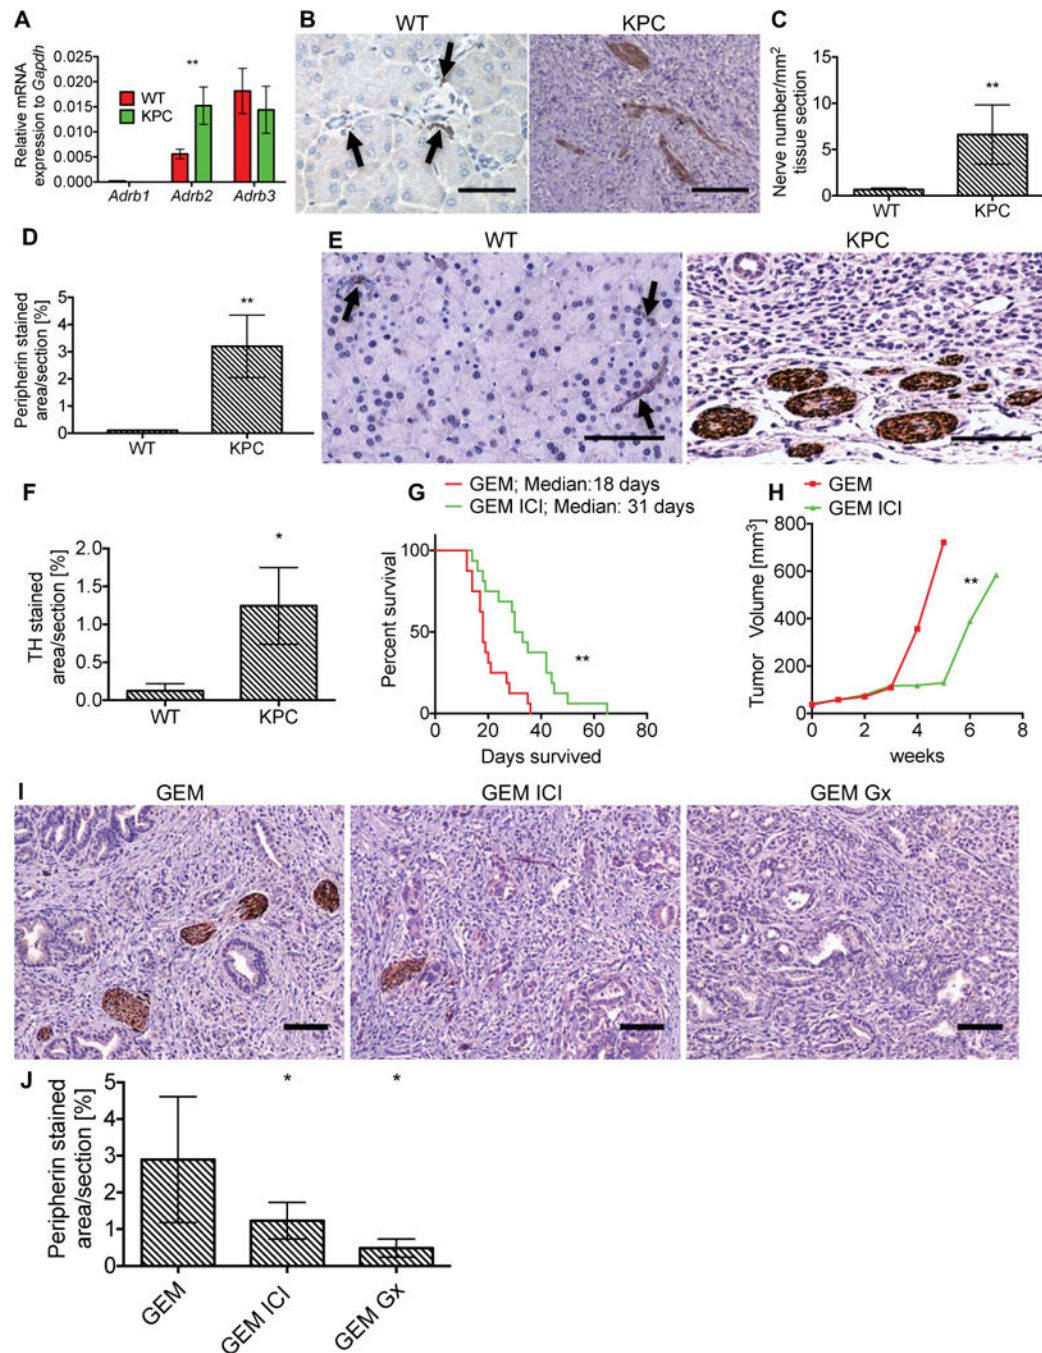 A
Relative mRNA
expression to Gapdh
0.025
0.020
0.015
0.010
0.005
0.000
**
WT
KPC
Adrb1
Adrb2
Adrb3
B
WT
KPC
C
Nerve number/mm²
tissue section
15
10
5
0
**
WT
KPC
D
Peripherin stained
area/section [%]
5
4
3
2
1
0
**
WT
KPC
E
WT
KPC
F
TH stained
area/section [%]
2.0
1.5
1.0
0.5
0.0
*
WT
KPC
G
GEM; Median:18 days
GEM ICI; Median: 31 days
Percent survival
100
50
0
**
0 20 40 60 80
Days survived
H
GEM
GEM ICI
Tumor Volume [mm³]
800
600
400
200
0
**
0 2 4 6 8
weeks
I
GEM
GEM ICI
GEM Gx
J
Peripherin stained
area/section [%]
5
4
3
2
1
0
*
*
GEM
GEM ICI
GEM Gx